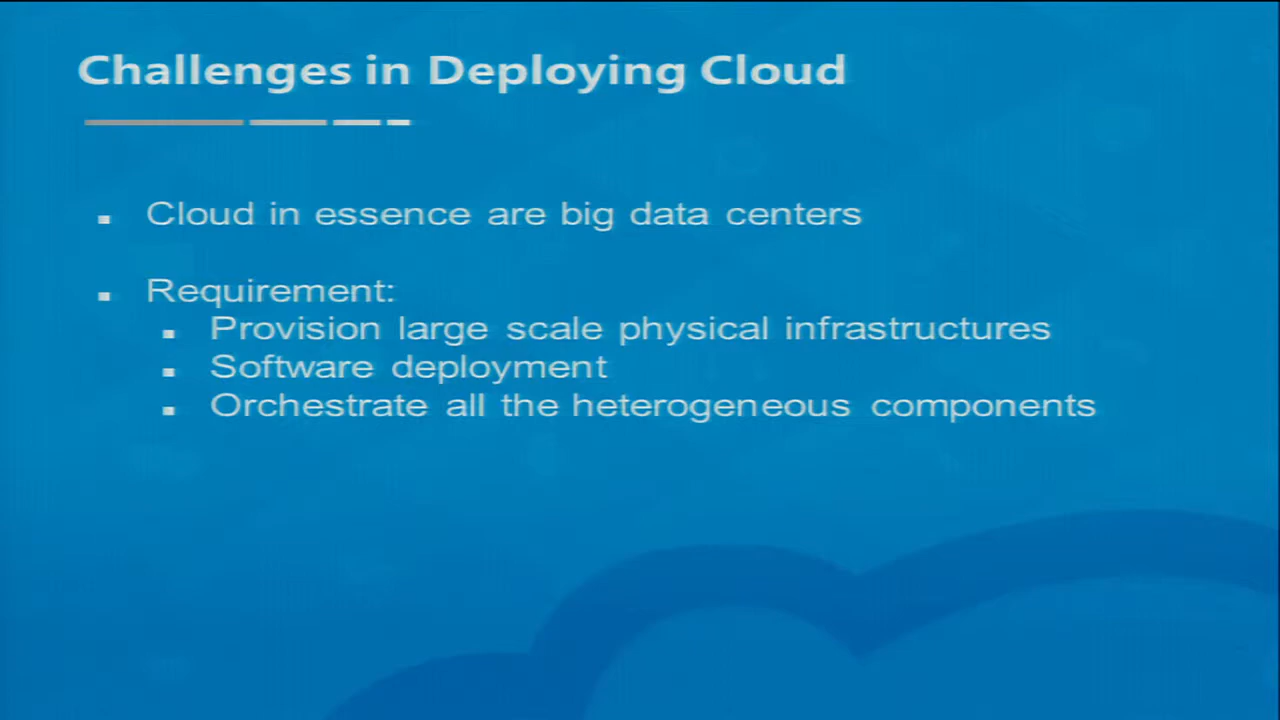 Challenges in Deploying Cloud
Cloud in essence are big data centers
Requirement:
Provision large scale physical infrastructures
Software deployment
Orchestrate all the heterogeneous components